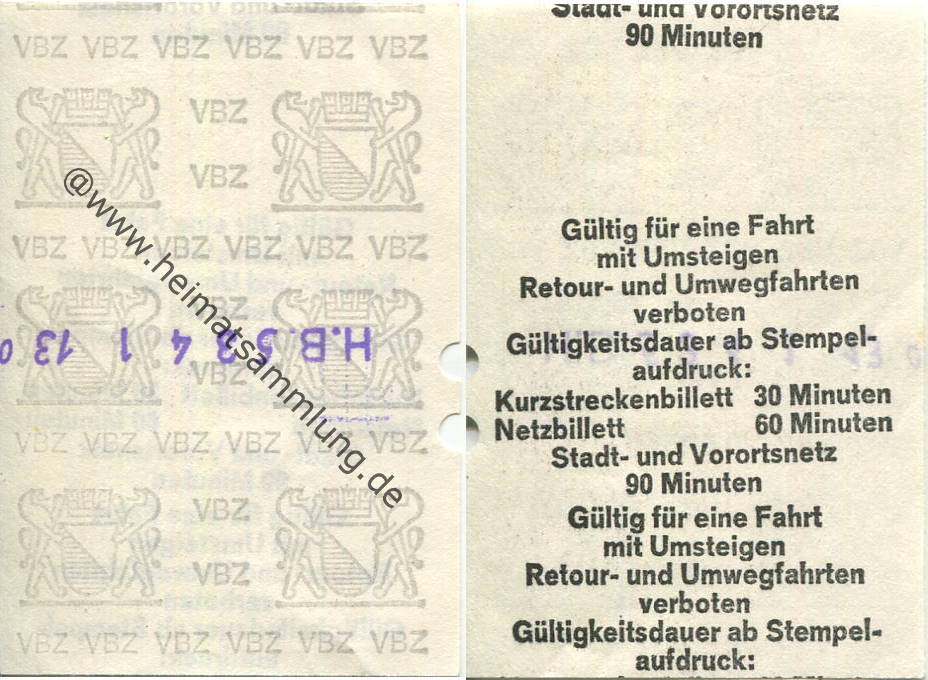 VBZ VBZ VBZ VBZ VBZ VBZ
VBZ
VBZ
VBZ VBZ VBZ VBZ VBZ VBZ
VBZ
H.B. 5 3 4 1 13 0
VBZ
VBZ VBZ VBZ VBZ VBZ VBZ
VBZ
VBZ
VBZ VBZ VBZ VBZ VBZ VBZ
@www.heimatsammlung.de
Stadt- und Vorortsnetz
90 Minuten
Gültig für eine Fahrt
mit Umsteigen
Retour- und Umwegfahrten
verboten
Gültigkeitsdauer ab Stempel-
aufdruck:
Kurzstreckenbillett 30 Minuten
Netzbillett 60 Minuten
Stadt- und Vorortsnetz
90 Minuten
Gültig für eine Fahrt
mit Umsteigen
Retour- und Umwegfahrten
verboten
Gültigkeitsdauer ab Stempel-
aufdruck: